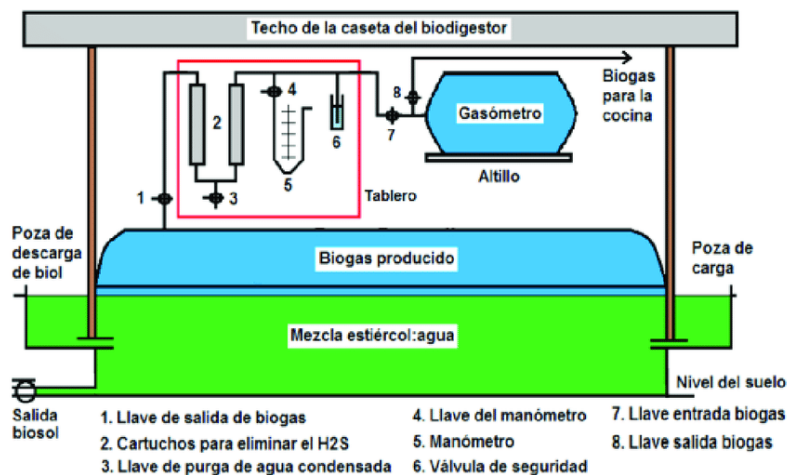 Techo de la caseta del biodigestor
Biogas
para la
cocina
8
Gasómetro
4
2
6
7
Altillo
5
1
3
Tablero
Poza de
descarga
de biol
Biogas producido
Poza de
carga
Mezcla estiércol:agua
Nivel del suelo
Salida
biosol
1. Llave de salida de biogas
2. Cartuchos para eliminar el H2S
3. Llave de purga de agua condensada
4. Llave del manómetro
5. Manómetro
6. Válvula de seguridad
7. Llave entrada biogas
8. Llave salida biogas